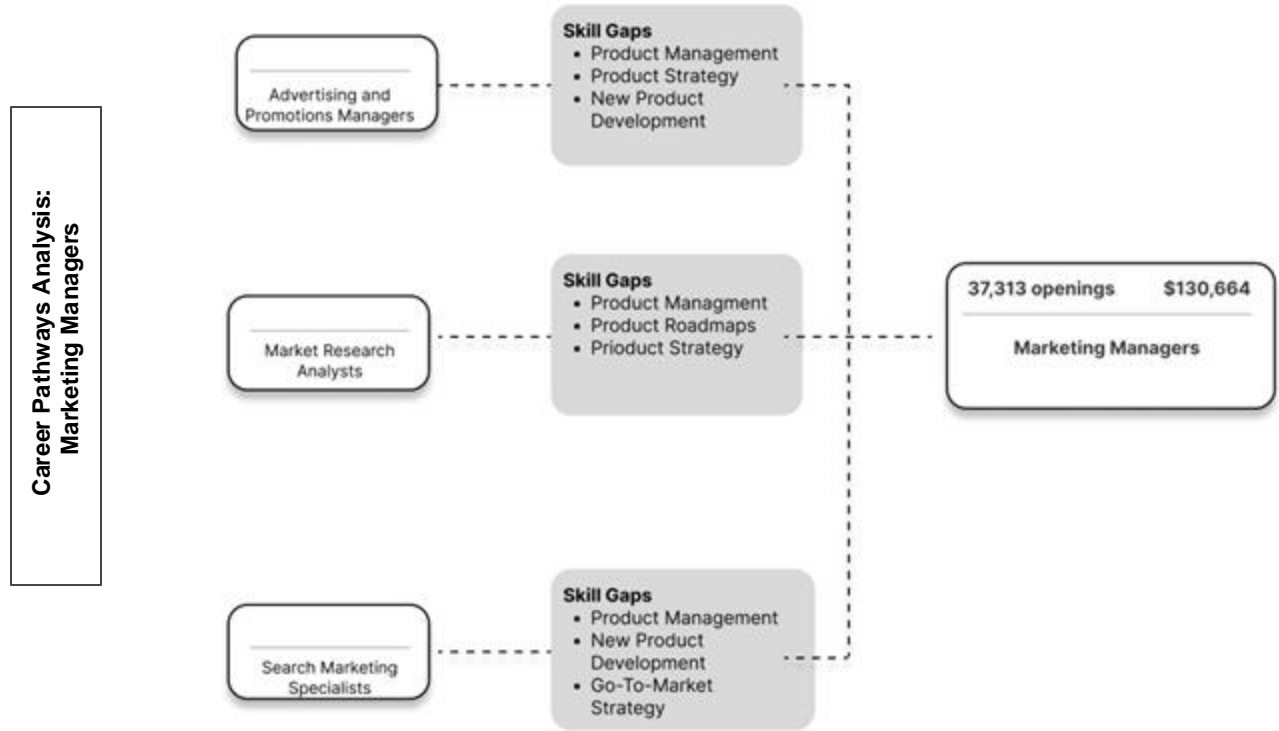 Career Pathways Analysis:
Marketing Managers
Advertising and
Promotions Managers
Skill Gaps
• Product Management
• Product Strategy
• New Product
Development
Market Research
Analysts
Skill Gaps
• Product Managment
• Product Roadmaps
• Prioduct Strategy
Search Marketing
Specialists
Skill Gaps
• Product Management
• New Product
Development
• Go-To-Market
Strategy
37,313 openings $130,664
Marketing Managers